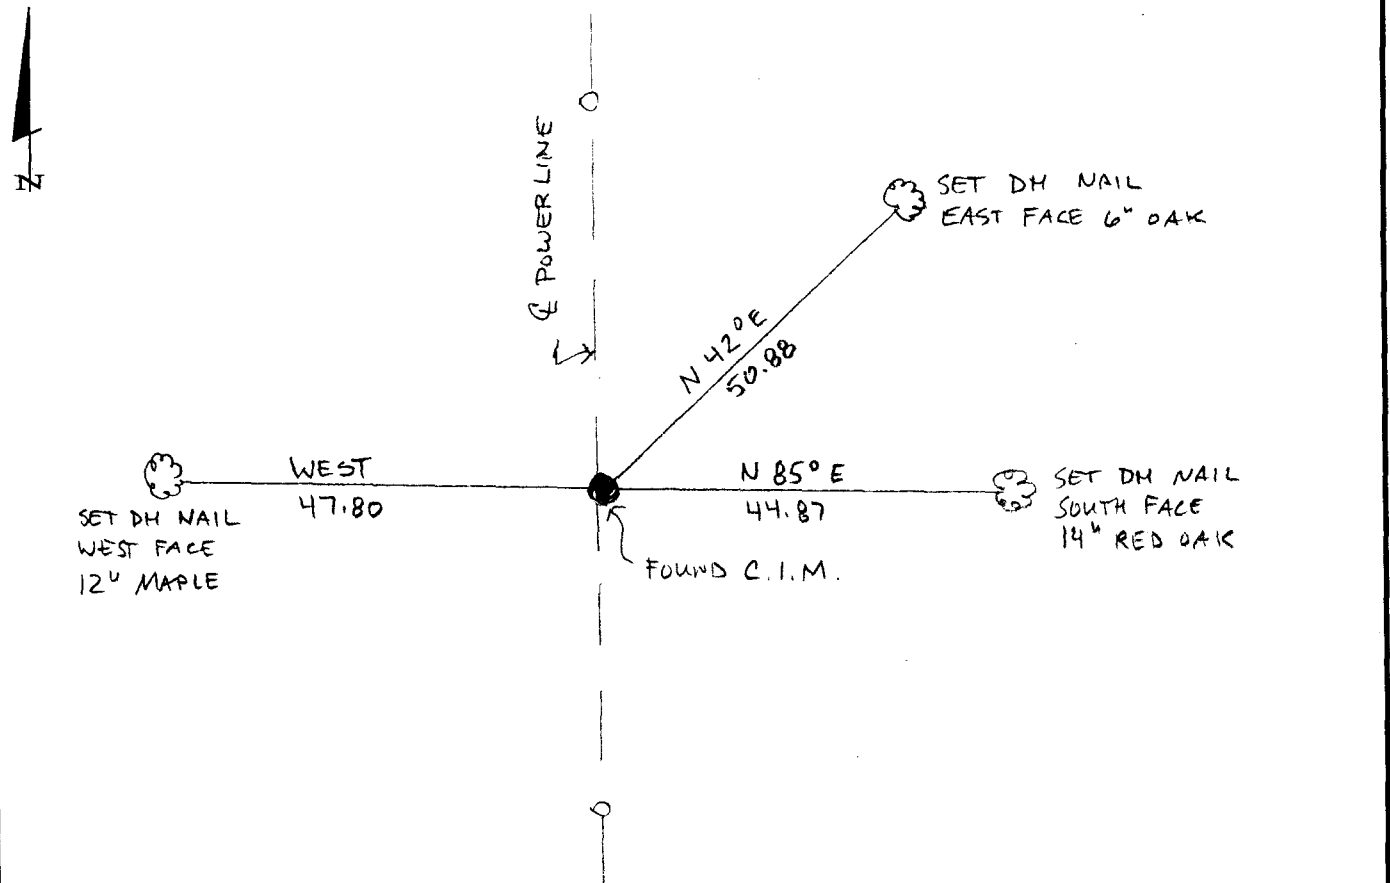 N
℄ POWERLINE
SET DH NAIL
EAST FACE 6" OAK
N 42° E
50.88
WEST
47.80
N 85° E
44.87
SET DH NAIL
WEST FACE
12" MAPLE
SET DH NAIL
SOUTH FACE
14" RED OAK
FOUND C.I.M.